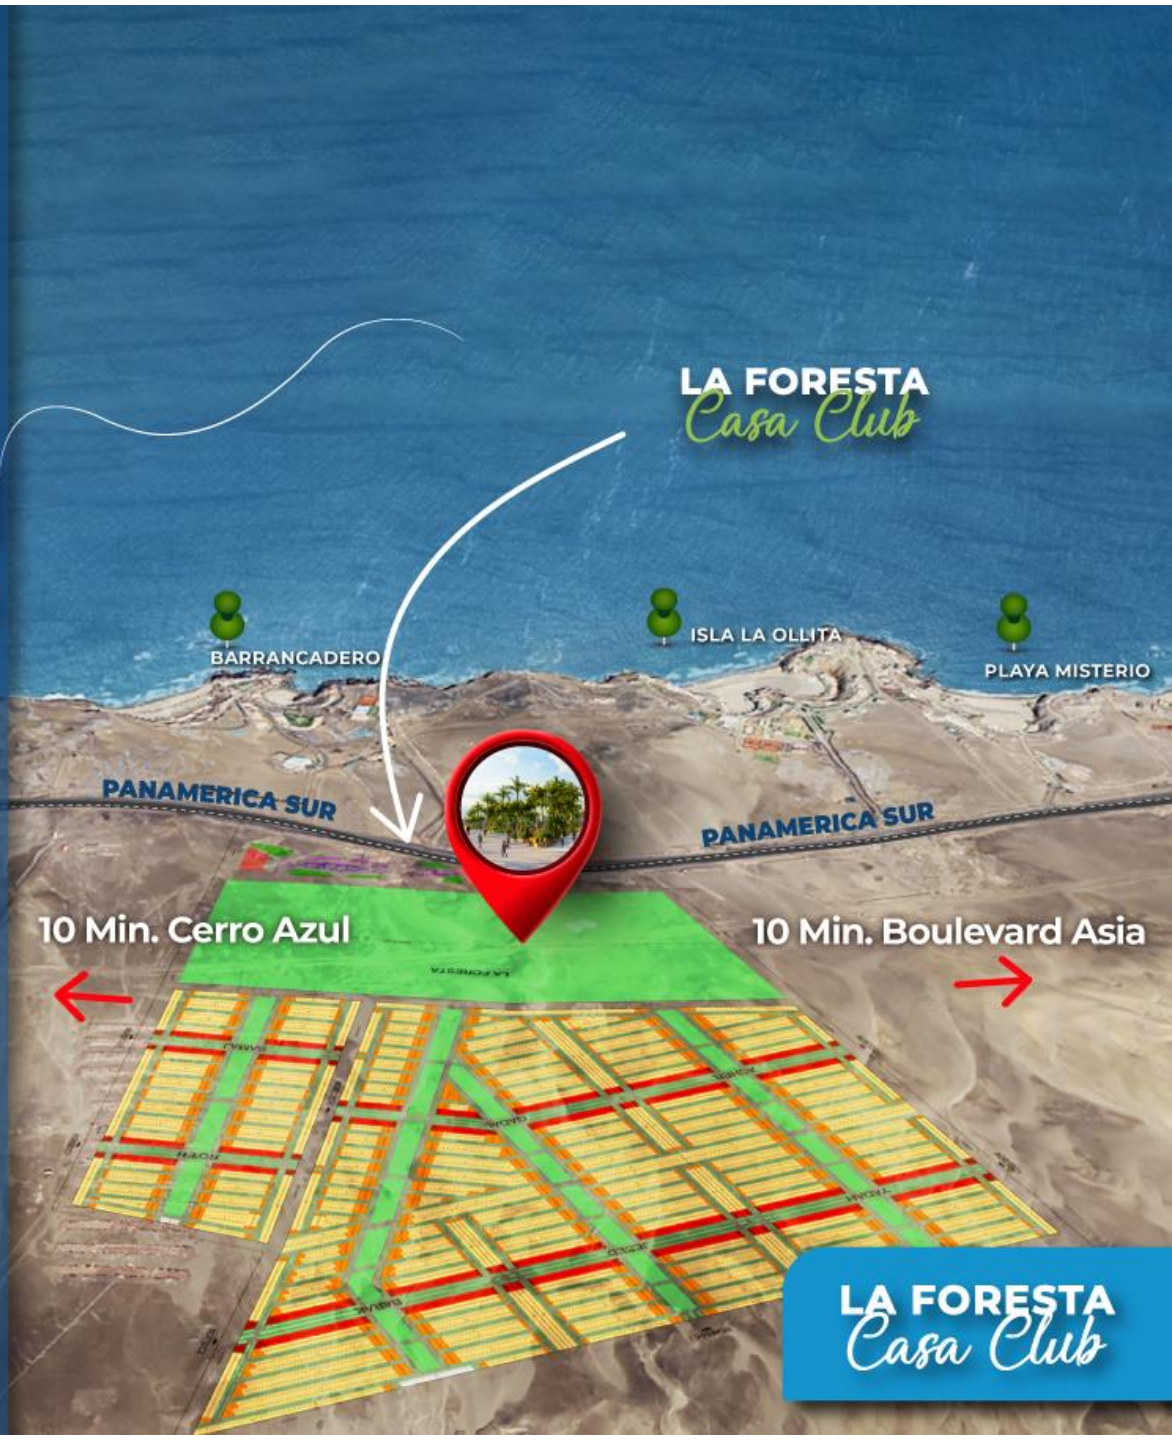 LA FORESTA
Casa Club
ISLA LA OLLITA
BARRANCADERO
PLAYA MISTERIO
PANAMERICA SUR
PANAMERICA SUR
10 Min. Cerro Azul
10 Min. Boulevard Asia
LA FORESTA
LA FORESTA
Casa Club